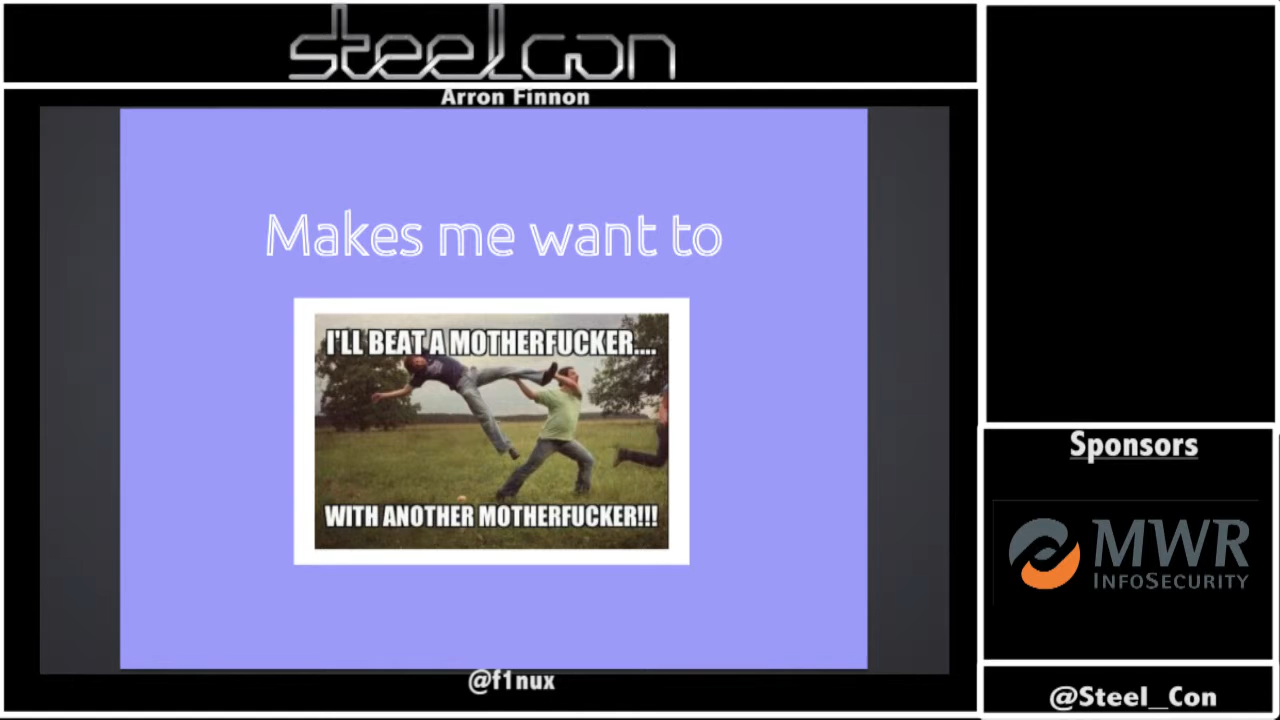 steelcon
Arron Finnon
Makes me want to
I'LL BEAT A MOTHERFUCKER....
WITH ANOTHER MOTHERFUCKER!!!
@f1nux
Sponsors
MWR
INFOSECURITY
@Steel_Con